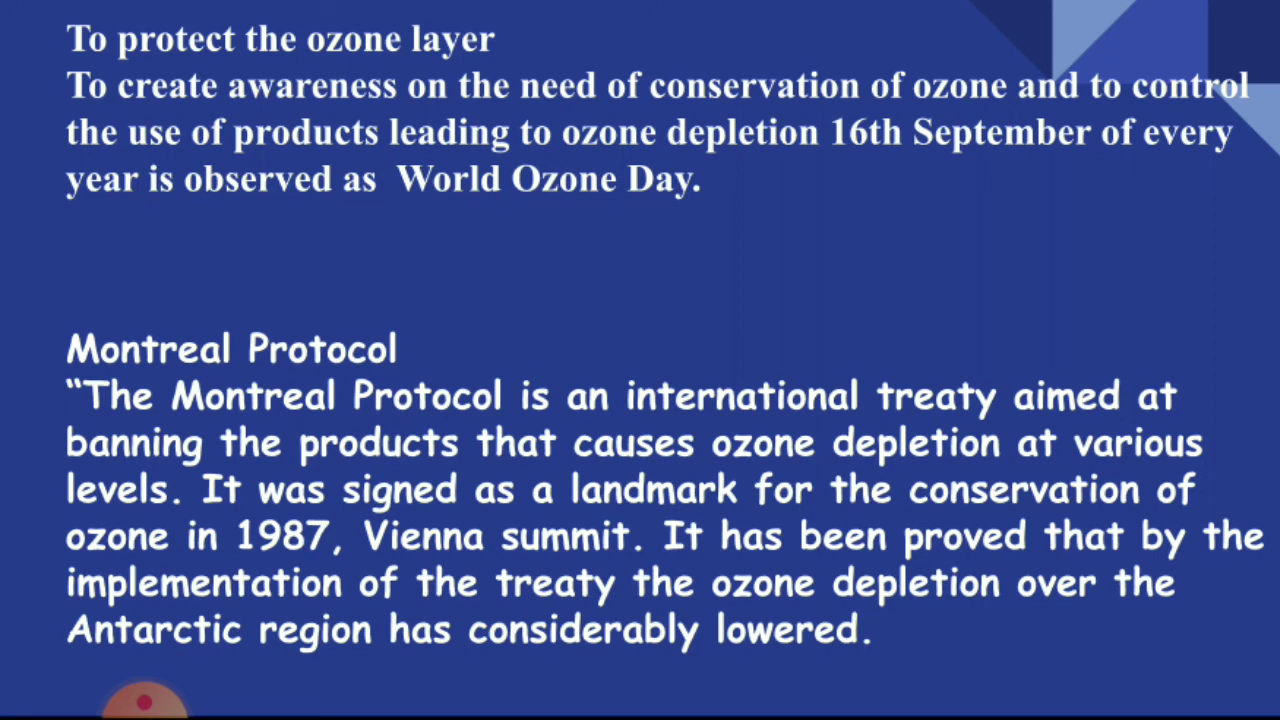 To protect the ozone layer
To create awareness on the need of conservation of ozone and to control
the use of products leading to ozone depletion 16th September of every
year is observed as  World Ozone Day.
Montreal Protocol
“The Montreal Protocol is an international treaty aimed at
banning the products that causes ozone depletion at various
levels. It was signed as a landmark for the conservation of
ozone in 1987, Vienna summit. It has been proved that by the
implementation of the treaty the ozone depletion over the
Antarctic region has considerably lowered.